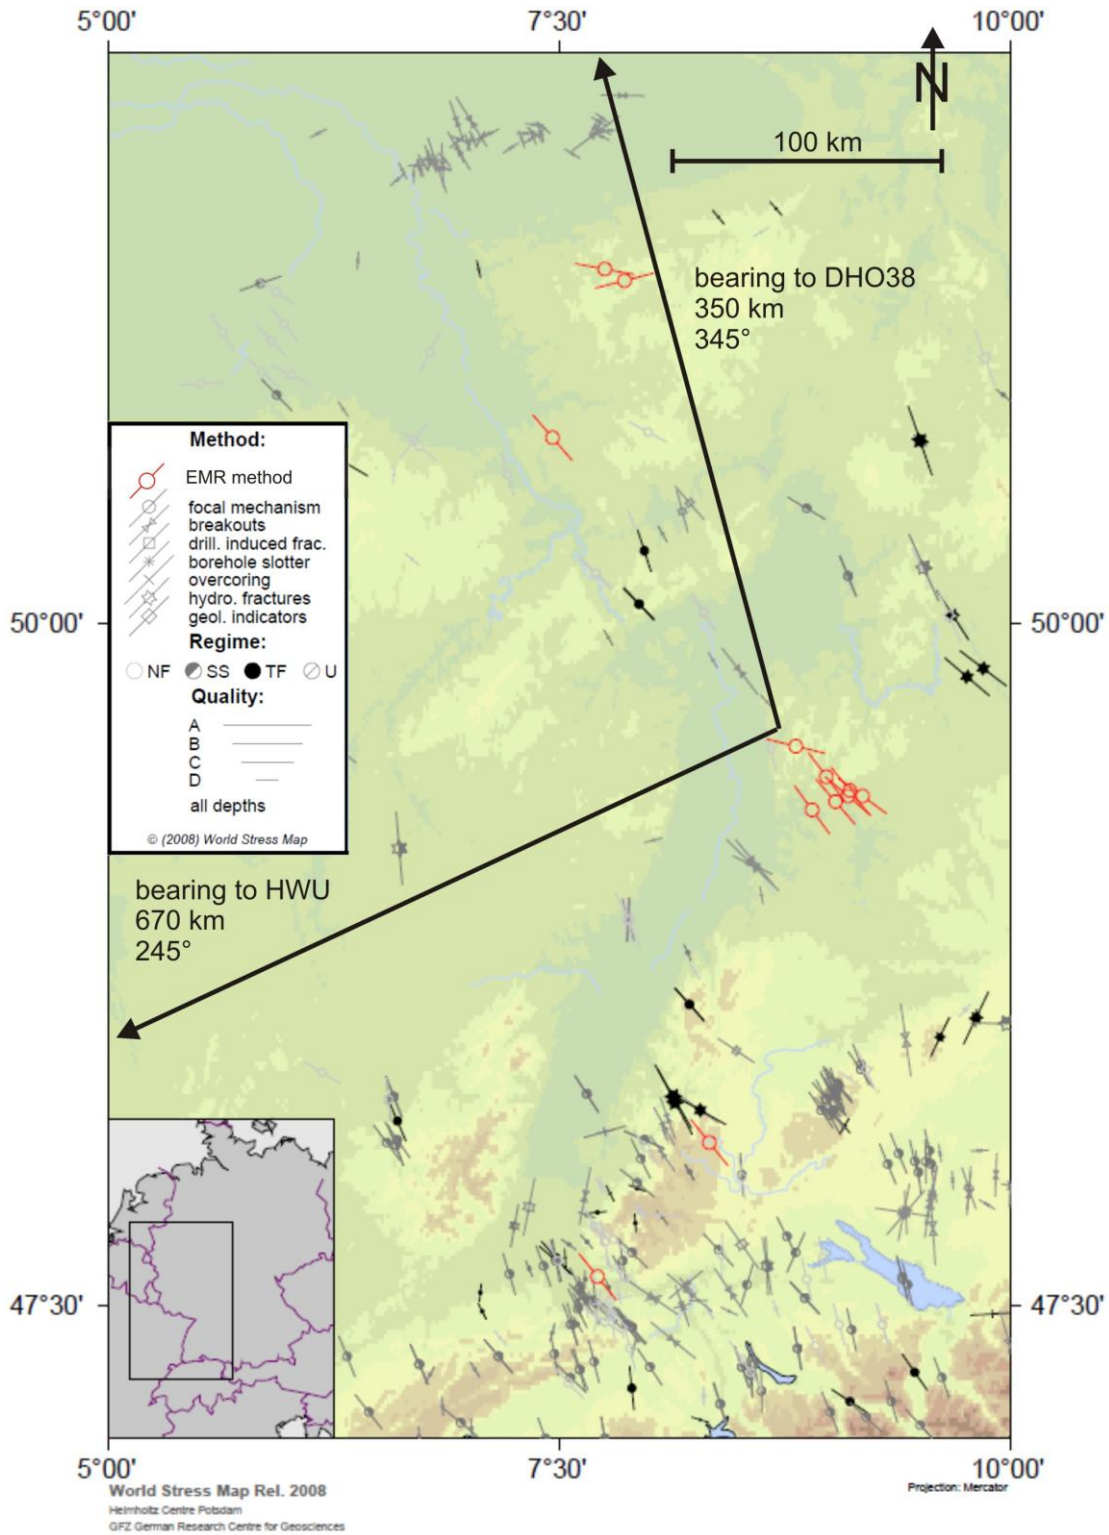 5°00'
7°30'
10°00'
N
100 km
bearing to DHO38
350 km
345°
Method:
EMR method
focal mechanism
breakouts
drill. induced frac.
borehole slotter
overcoring
hydro. fractures
geol. indicators
Regime:
NF SS TF U
Quality:
A
B
C
D
all depths
© (2008) World Stress Map
50°00'
50°00'
bearing to HWU
670 km
245°
47°30'
47°30'
5°00'
7°30'
10°00'
World Stress Map Rel. 2008
Helmholtz Centre Potsdam
GFZ German Research Centre for Geosciences
Projection: Mercator